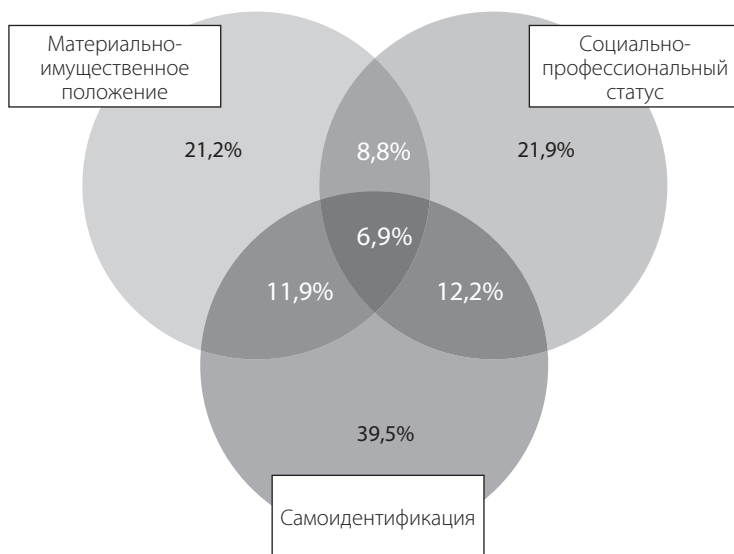 Материально-
имущественное
положение
Социально-
профессиональный
статус
21,2%
8,8%
21,9%
6,9%
11,9%
12,2%
39,5%
Самоидентификация